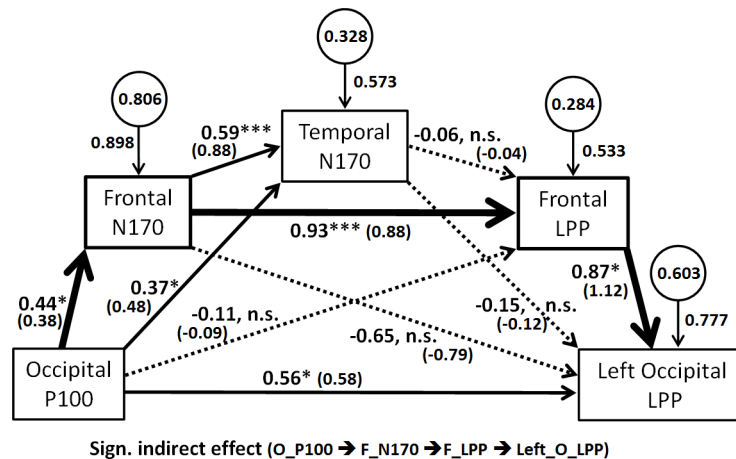 0.328
0.806
0.573
0.284
0.898
0.59***
(0.88)
Temporal
N170
-0.06, n.s.
(-0.04)
0.533
Frontal
N170
Frontal
LPP
0.93*** (0.88)
0.44*
(0.38)
0.37*
(0.48)
-0.11, n.s.
(-0.09)
-0.65, n.s.
(-0.79)
-0.15, n.s.
(-0.12)
0.87*
(1.12)
0.603
0.777
Occipital
P100
0.56* (0.58)
Left Occipital
LPP
Sign. indirect effect (O_P100 ➔ F_N170 ➔F_LPP ➔ Left_O_LPP)